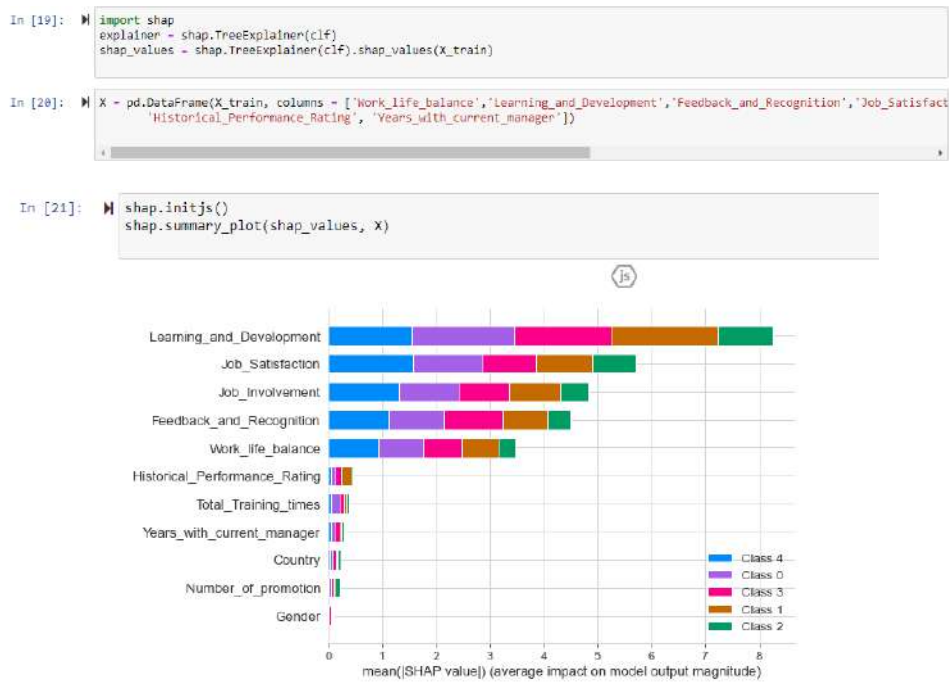 In [19]:
import shap
explainer = shap.TreeExplainer(clf)
shap_values = shap.TreeExplainer(clf).shap_values(X_train)
In [20]:
X = pd.DataFrame(X_train, columns = ['Work_life_balance','Learning_and_Development','Feedback_and_Recognition','Job_Satisfact
'Historical_Performance_Rating', 'Years_with_current_manager'])
In [21]:
shap.initjs()
shap.summary_plot(shap_values, X)
js
Learning_and_Development
Job_Satisfaction
Job_Involvement
Feedback_and_Recognition
Work_life_balance
Historical_Performance_Rating
Total_Training_times
Years_with_current_manager
Country
Number_of_promotion
Gender
Class 4
Class 0
Class 3
Class 1
Class 2
0 1 2 3 4 5 6 7 8
mean(|SHAP value|) (average impact on model output magnitude)